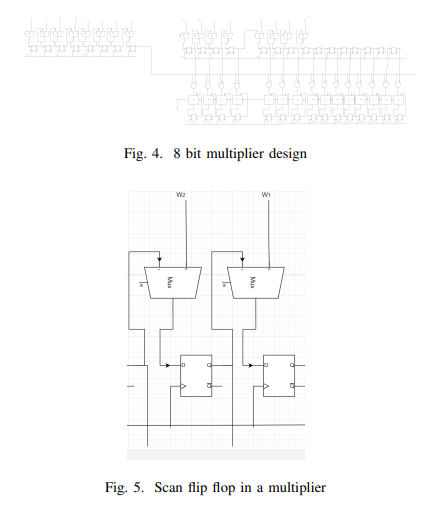 Fig. 4. 8 bit multiplier design
W2 W1
Mux Mux
D Q D Q
Q Q
Fig. 5. Scan flip flop in a multiplier